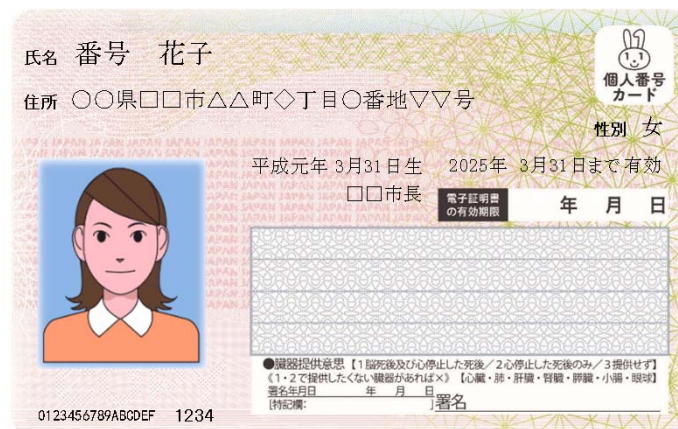 氏名 番号 花子
個人番号
カード
住所 〇〇県□□市△△町◇丁目〇番地▽▽号
性別 女
平成元年 3月31日生 2025年 3月31日まで有効
□□市長
電子証明書
の有効期限
年 月 日
●臓器提供意思【1脳死後及び心停止した死後／2心停止した死後のみ／3提供せず】
《1・2で提供したくない臓器があれば×》【心臓・肺・肝臓・腎臓・膵臓・小腸・眼球】
署名年月日 年 月 日
[特記欄: ]署名
0123456789ABCDEF 1234